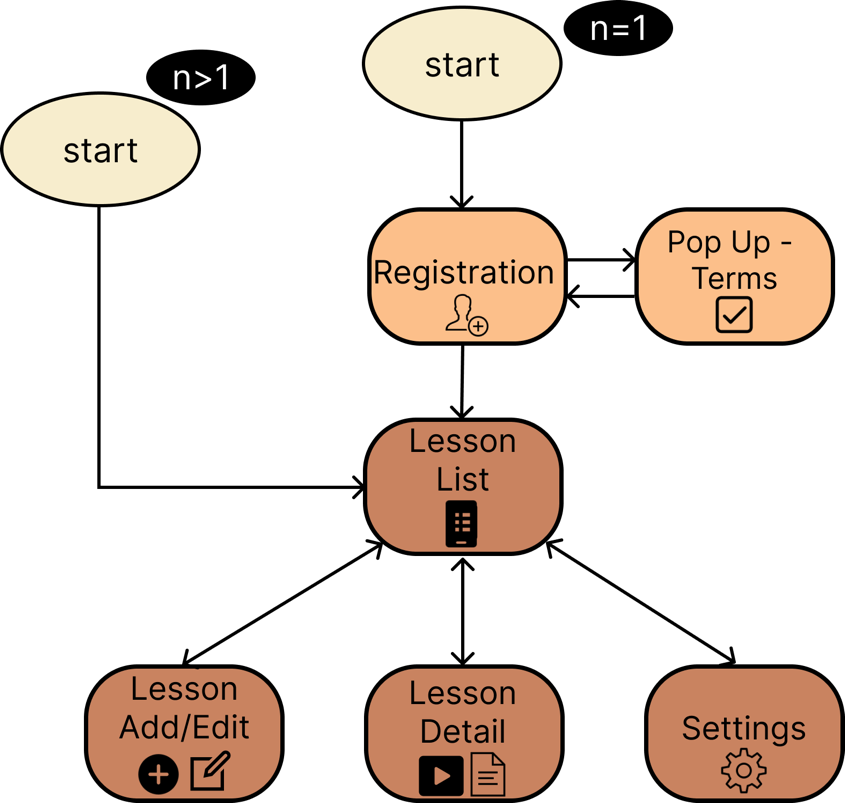 n=1
start
n>1
start
Registration
Pop Up -
Terms
Lesson
List
Lesson
Add/Edit
Lesson
Detail
Settings